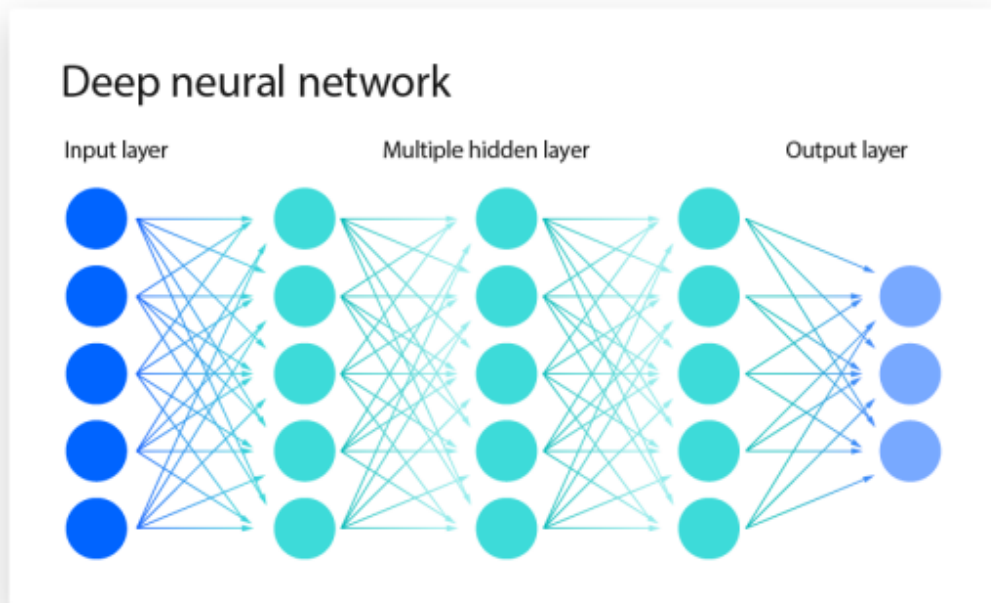 Deep neural network
Input layer
Multiple hidden layer
Output layer